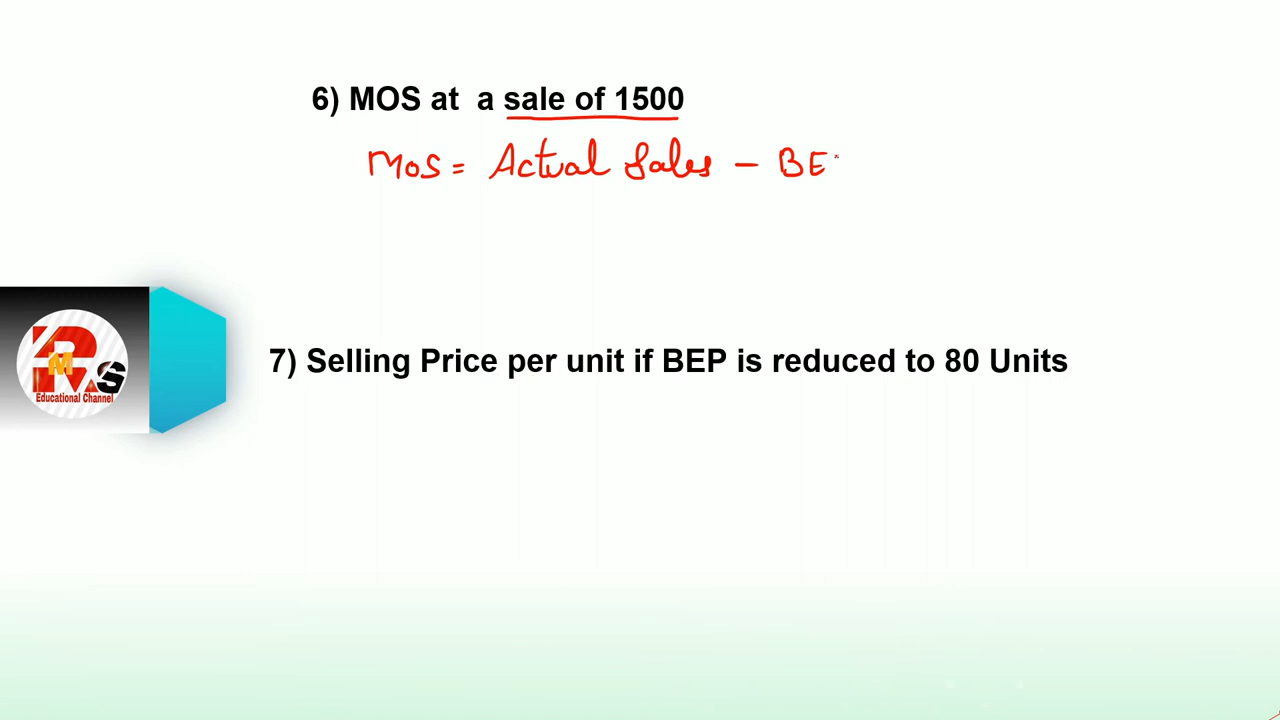 6) MOS at a sale of 1500
MOS = Actual Sales - BE
7) Selling Price per unit if BEP is reduced to 80 Units
M
S
Educational Channel